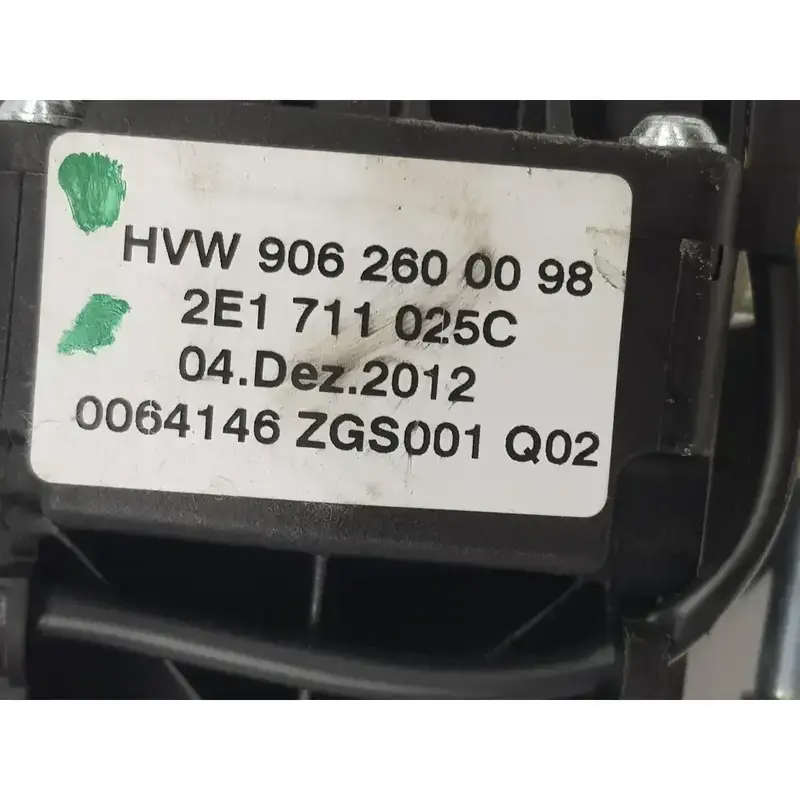 HVW 906 260 00 98
2E1 711 025C
04.Dez.2012
0064146 ZGS001 Q02